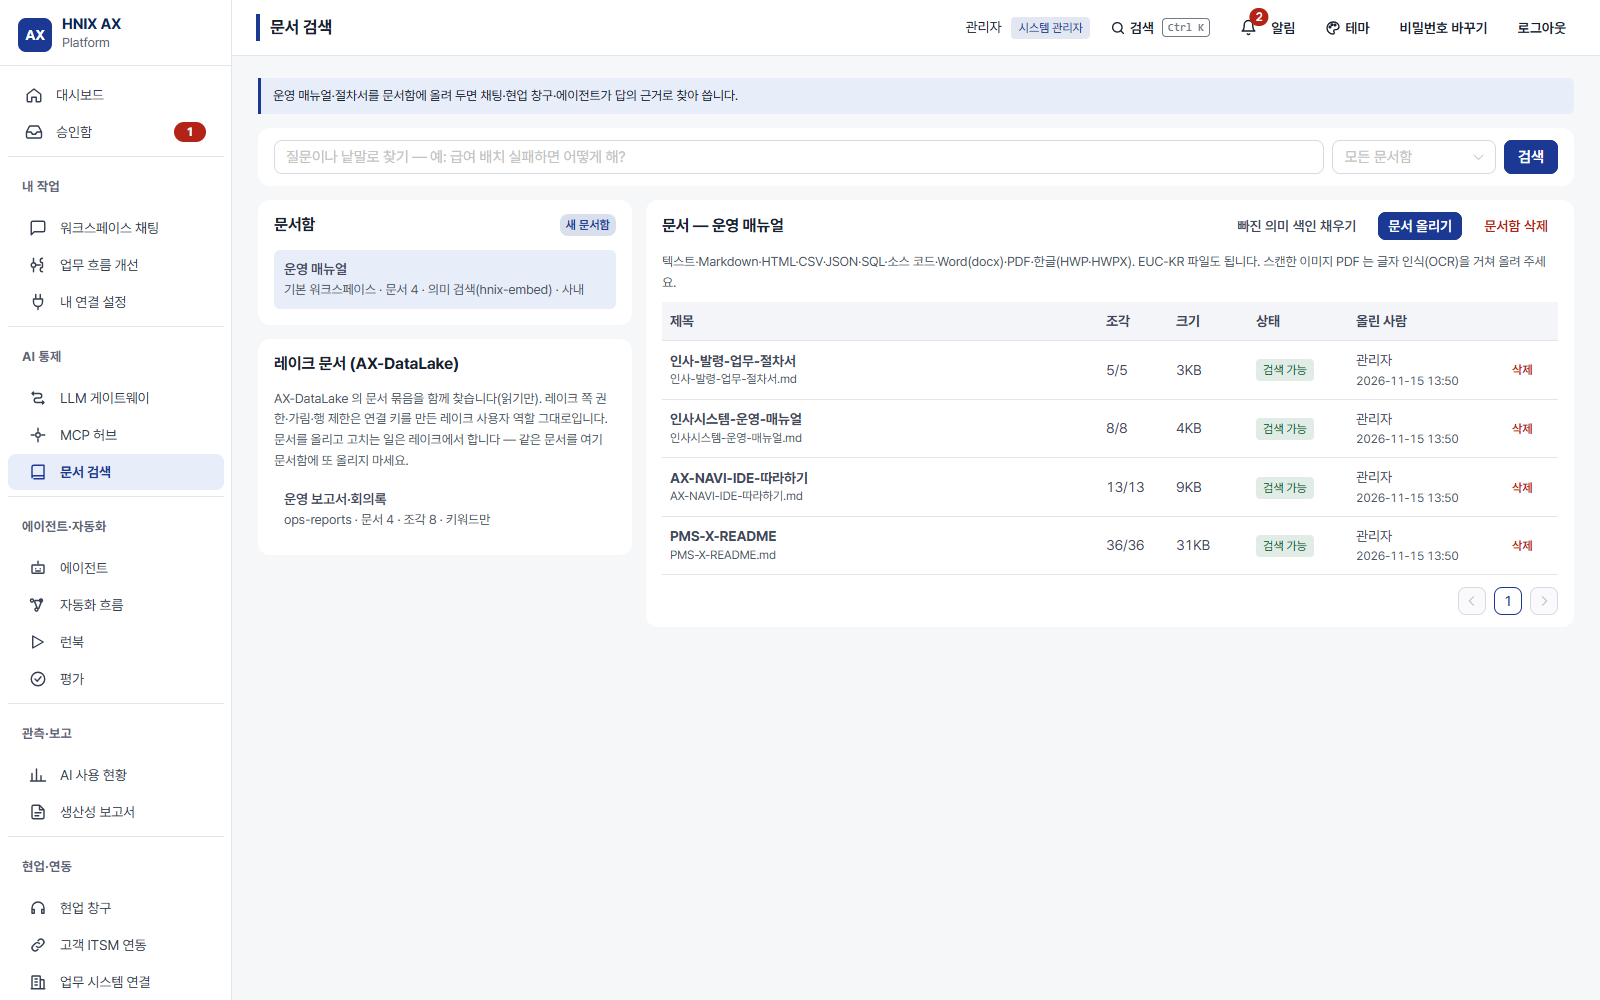 AX
HNIX AX
Platform
대시보드
승인함
1
내 작업
워크스페이스 채팅
업무 흐름 개선
내 연결 설정
AI 통제
LLM 게이트웨이
MCP 허브
문서 검색
에이전트·자동화
에이전트
자동화 흐름
런북
평가
관측·보고
AI 사용 현황
생산성 보고서
현업·연동
현업 창구
고객 ITSM 연동
업무 시스템 연결
문서 검색
관리자
시스템 관리자
검색
Ctrl K
2
알림
테마
비밀번호 바꾸기
로그아웃
운영 매뉴얼·절차서를 문서함에 올려 두면 채팅·현업 창구·에이전트가 답의 근거로 찾아 씁니다.
질문이나 낱말로 찾기 — 예: 급여 배치 실패하면 어떻게 해?
모든 문서함
검색
문서함
새 문서함
운영 매뉴얼
기본 워크스페이스 · 문서 4 · 의미 검색(hnix-embed) · 사내
레이크 문서 (AX-DataLake)
AX-DataLake 의 문서 묶음을 함께 찾습니다(읽기만). 레이크 쪽 권
한·가림·행 제한은 연결 키를 만든 레이크 사용자 역할 그대로입니다.
문서를 올리고 고치는 일은 레이크에서 합니다 — 같은 문서를 여기
문서함에 또 올리지 마세요.
운영 보고서·회의록
ops-reports · 문서 4 · 조각 8 · 키워드만
문서 — 운영 매뉴얼
빠진 의미 색인 채우기
문서 올리기
문서함 삭제
텍스트·Markdown·HTML·CSV·JSON·SQL·소스 코드·Word(docx)·PDF·한글(HWP·HWPX). EUC-KR 파일도 됩니다. 스캔한 이미지 PDF 는 글자 인식(OCR)을 거쳐 올려 주세
요.
제목 조각 크기 상태 올린 사람
인사-발령-업무-절차서
인사-발령-업무-절차서.md
5/5 3KB 검색 가능
관리자
2026-11-15 13:50
삭제
인사시스템-운영-매뉴얼
인사시스템-운영-매뉴얼.md
8/8 4KB 검색 가능
관리자
2026-11-15 13:50
삭제
AX-NAVI-IDE-따라하기
AX-NAVI-IDE-따라하기.md
13/13 9KB 검색 가능
관리자
2026-11-15 13:50
삭제
PMS-X-README
PMS-X-README.md
36/36 31KB 검색 가능
관리자
2026-11-15 13:50
삭제
1